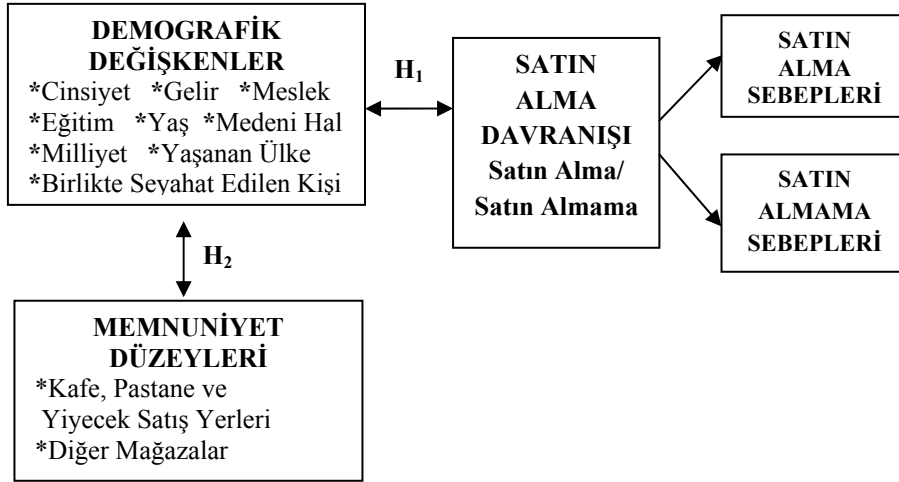 DEMOGRAFİK
DEĞİŞKENLER
*Cinsiyet *Gelir *Meslek
*Eğitim *Yaş *Medeni Hal
*Milliyet *Yaşanan Ülke
*Birlikte Seyahat Edilen Kişi
H1
SATIN
ALMA
DAVRANIŞI
Satın Alma/
Satın Almama
SATIN
ALMA
SEBEPLERİ
SATIN
ALMAMA
SEBEPLERİ
H2
MEMNUNİYET
DÜZEYLERİ
*Kafe, Pastane ve
Yiyecek Satış Yerleri
*Diğer Mağazalar